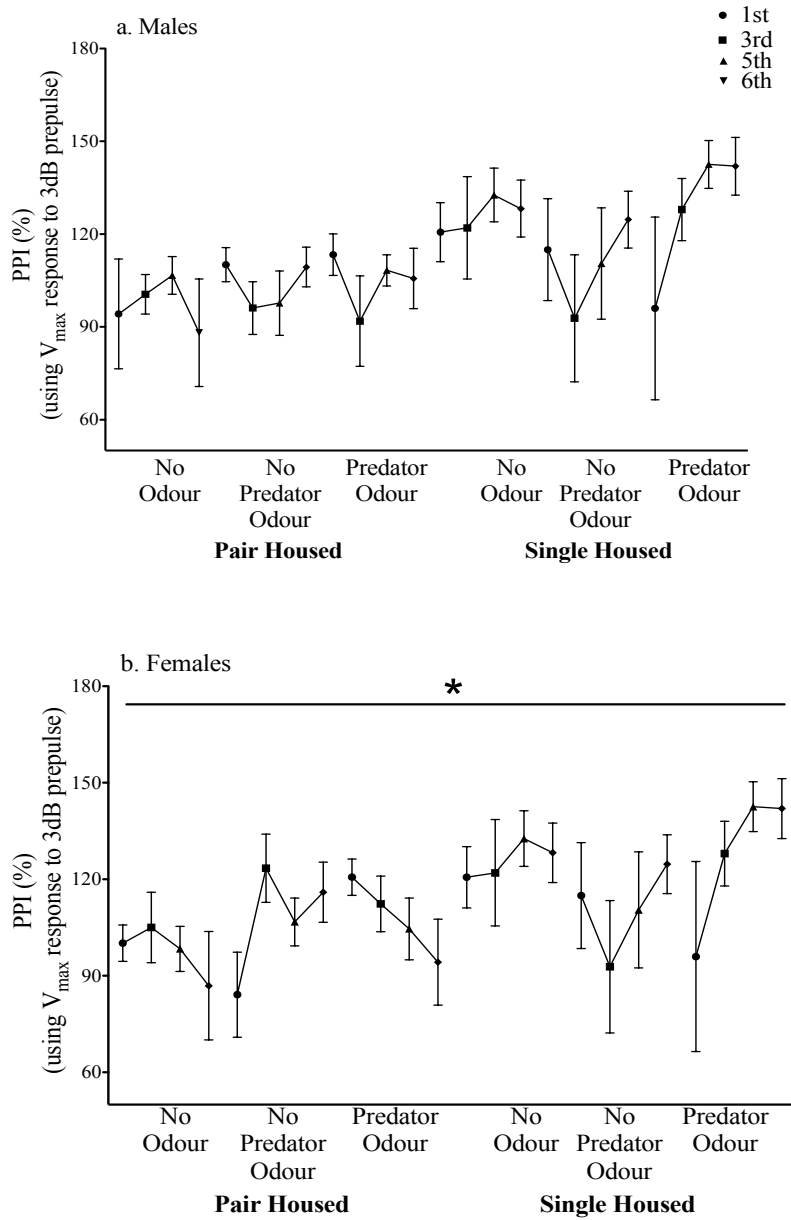 a. Males
1st
3rd
5th
6th
180
150
120
90
60
PPI (%)
(using Vmax response to 3dB prepulse)
No
Odour
No
Predator
Odour
Predator
Odour
No
Odour
No
Predator
Odour
Predator
Odour
Pair Housed
Single Housed
b. Females
*
180
150
120
90
60
PPI (%)
(using Vmax response to 3dB prepulse)
No
Odour
No
Predator
Odour
Predator
Odour
No
Odour
No
Predator
Odour
Predator
Odour
Pair Housed
Single Housed